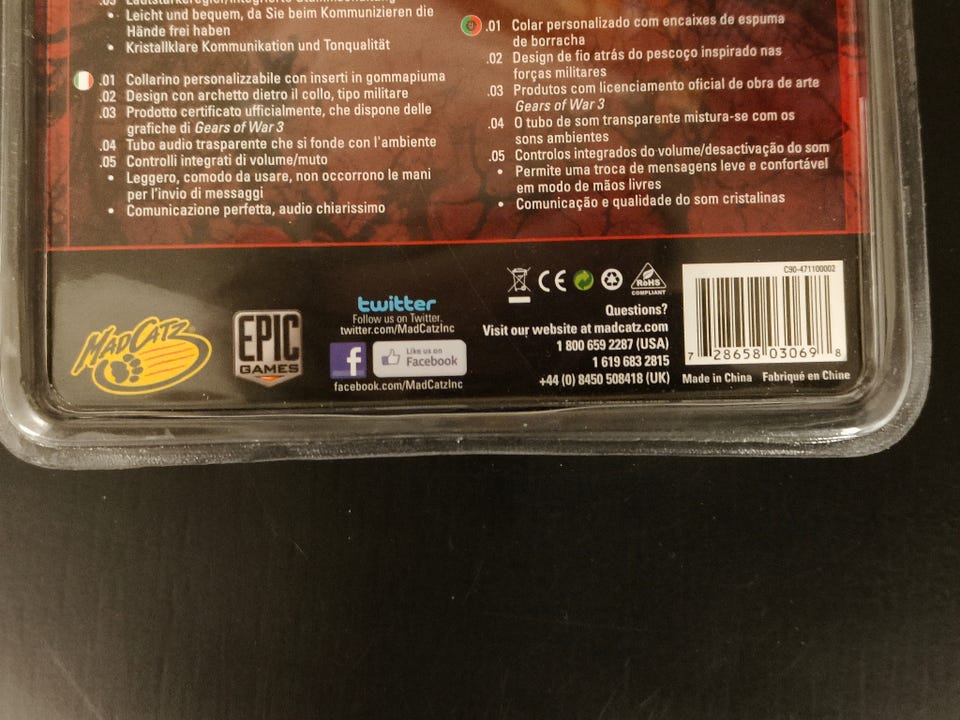 .05 Lautstärkeregler/integrierte Stummschaltung
• Leicht und bequem, da Sie beim Kommunizieren die
Hände frei haben
• Kristallklare Kommunikation und Tonqualität
.01 Collarino personalizzabile con inserti in gommapiuma
.02 Design con archetto dietro il collo, tipo militare
.03 Prodotto certificato ufficialmente, che dispone delle
grafiche di Gears of War 3
.04 Tubo audio trasparente che si fonde con l'ambiente
.05 Controlli integrati di volume/muto
• Leggero, comodo da usare, non occorrono le mani
per l'invio di messaggi
• Comunicazione perfetta, audio chiarissimo
.01 Colar personalizado com encaixes de espuma
de borracha
.02 Design de fio atrás do pescoço inspirado nas
forças militares
.03 Produtos com licenciamento oficial de obra de arte
Gears of War 3
.04 O tubo de som transparente mistura-se com os
sons ambientes
.05 Controlos integrados do volume/desactivação do som
• Permite uma troca de mensagens leve e confortável
em modo de mãos livres
• Comunicação e qualidade do som cristalinas
MAD CATZ
EPIC
GAMES
twitter
Follow us on Twitter.
twitter.com/MadCatzInc
f
Like us on
Facebook
facebook.com/MadCatzInc
CE
RoHS
COMPLIANT
Questions?
Visit our website at madcatz.com
1 800 659 2287 (USA)
1 619 683 2815
+44 (0) 8450 508418 (UK)
C90-471100002
7 28658 03069 8
Made in China Fabriqué en Chine